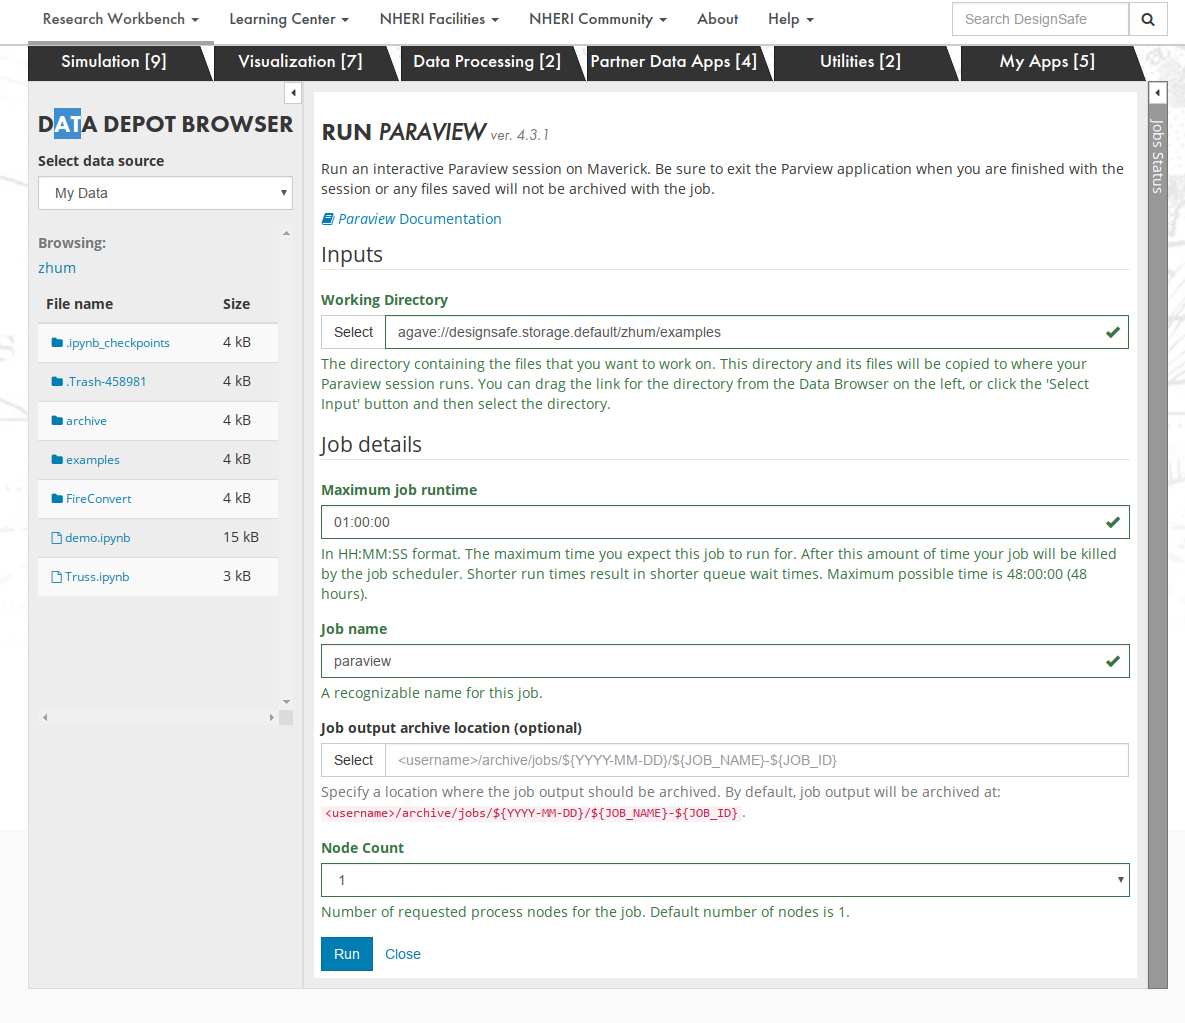 Research Workbench Learning Center NHERI Facilities NHERI Community About Help Search DesignSafe
Simulation [9] Visualization [7] Data Processing [2] Partner Data Apps [4] Utilities [2] My Apps [5]
DATA DEPOT BROWSER
Select data source
My Data
Browsing:
zhum
File name Size
.ipynb_checkpoints 4 kB
.Trash-458981 4 kB
archive 4 kB
examples 4 kB
FireConvert 4 kB
demo.ipynb 15 kB
Truss.ipynb 3 kB
RUN PARAVIEW ver. 4.3.1
Run an interactive Paraview session on Maverick. Be sure to exit the Parview application when you are finished with the
session or any files saved will not be archived with the job.
Paraview Documentation
Inputs
Working Directory
Select agave://designsafe.storage.default/zhum/examples
The directory containing the files that you want to work on. This directory and its files will be copied to where your
Paraview session runs. You can drag the link for the directory from the Data Browser on the left, or click the 'Select
Input' button and then select the directory.
Job details
Maximum job runtime
01:00:00
In HH:MM:SS format. The maximum time you expect this job to run for. After this amount of time your job will be killed
by the job scheduler. Shorter run times result in shorter queue wait times. Maximum possible time is 48:00:00 (48
hours).
Job name
paraview
A recognizable name for this job.
Job output archive location (optional)
Select <username>/archive/jobs/${YYYY-MM-DD}/${JOB_NAME}-${JOB_ID}
Specify a location where the job output should be archived. By default, job output will be archived at:
<username>/archive/jobs/${YYYY-MM-DD}/${JOB_NAME}-${JOB_ID} .
Node Count
1
Number of requested process nodes for the job. Default number of nodes is 1.
Run Close
Jobs Status